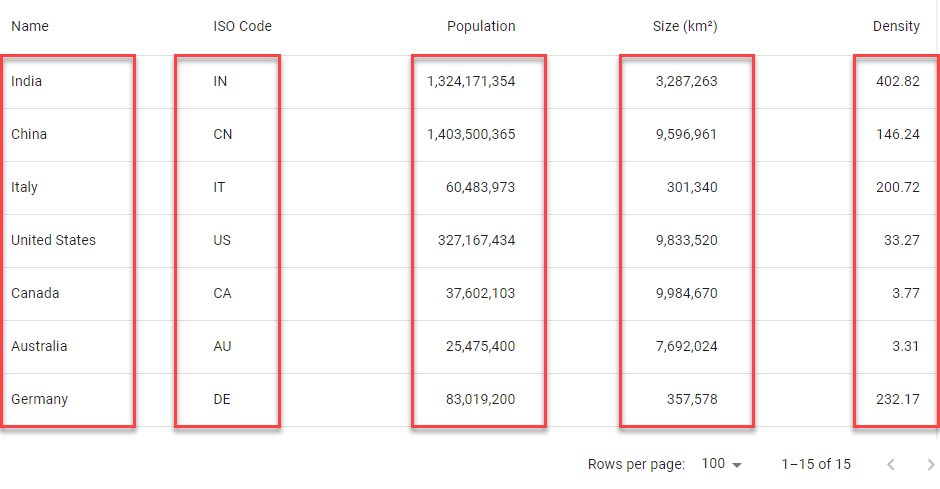 Name ISO Code Population Size (km²) Density
India IN 1,324,171,354 3,287,263 402.82
China CN 1,403,500,365 9,596,961 146.24
Italy IT 60,483,973 301,340 200.72
United States US 327,167,434 9,833,520 33.27
Canada CA 37,602,103 9,984,670 3.77
Australia AU 25,475,400 7,692,024 3.31
Germany DE 83,019,200 357,578 232.17
Rows per page: 100 1–15 of 15